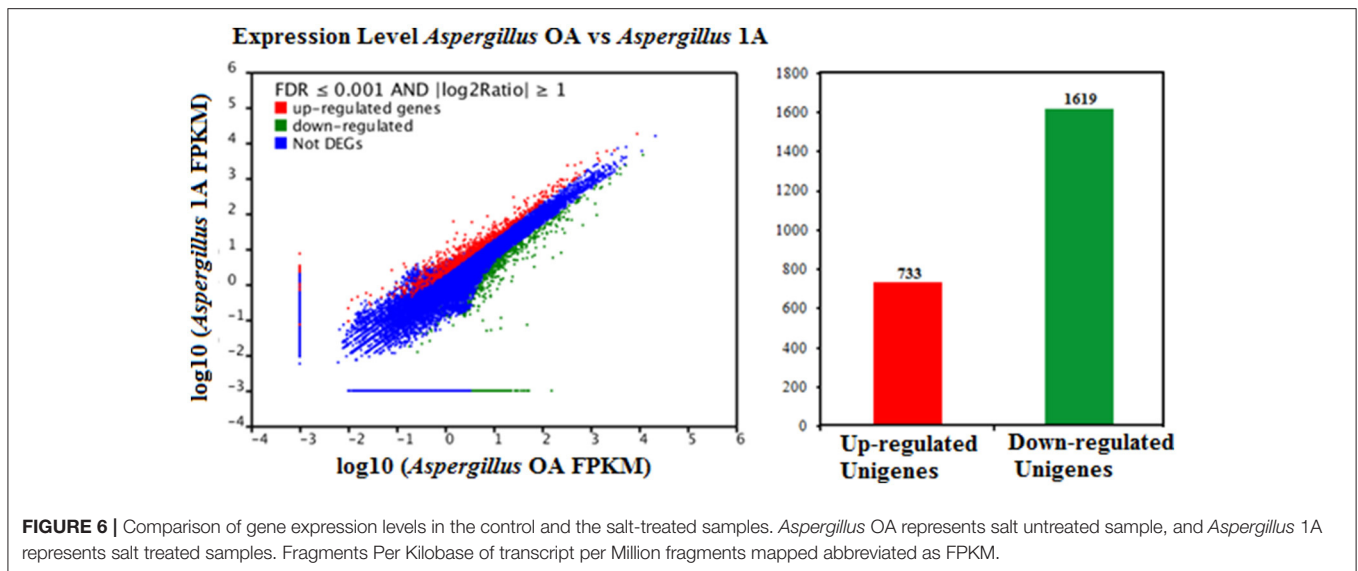 Expression Level Aspergillus OA vs Aspergillus 1A
FDR ≤ 0.001 AND |log2Ratio| ≥ 1
up-regulated genes
down-regulated
Not DEGs
log10 (Aspergillus 1A FPKM)
6
5
4
3
2
1
0
-1
-2
-3
-4
-4
-3
-2
-1
0
1
2
3
4
5
6
log10 (Aspergillus OA FPKM)
1800
1600
1400
1200
1000
800
600
400
200
0
733
1619
Up-regulated
Unigenes
Down-regulated
Unigenes
FIGURE 6 | Comparison of gene expression levels in the control and the salt-treated samples. Aspergillus OA represents salt untreated sample, and Aspergillus 1A
represents salt treated samples. Fragments Per Kilobase of transcript per Million fragments mapped abbreviated as FPKM.